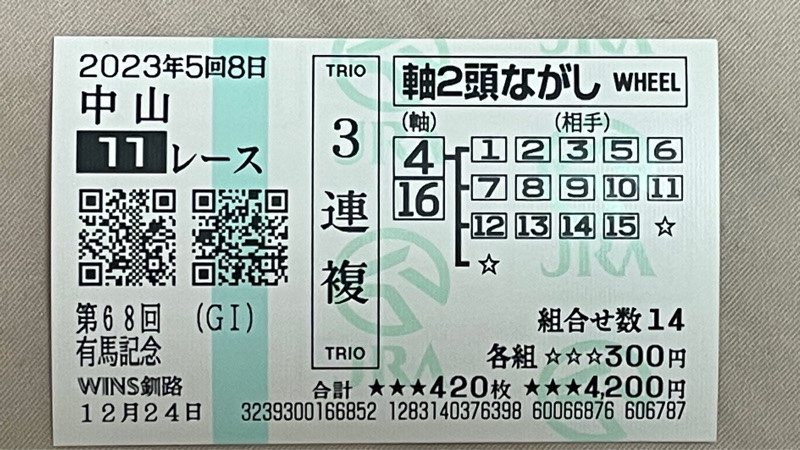 2023年5回8日
中山
11レース
第68回 (GI)
有馬記念
WINS釧路
12月24日
TRIO
3連複
TRIO
軸2頭ながし WHEEL
(軸) (相手)
4 1 2 3 5 6
16 7 8 9 10 11
12 13 14 15 ☆
☆
組合せ数14
各組 ☆☆☆300円
合計 ★★★420枚 ★★★4,200円
3239300166852 1283140376398 60066876 606787
JRA
JRA
JRA
JRA